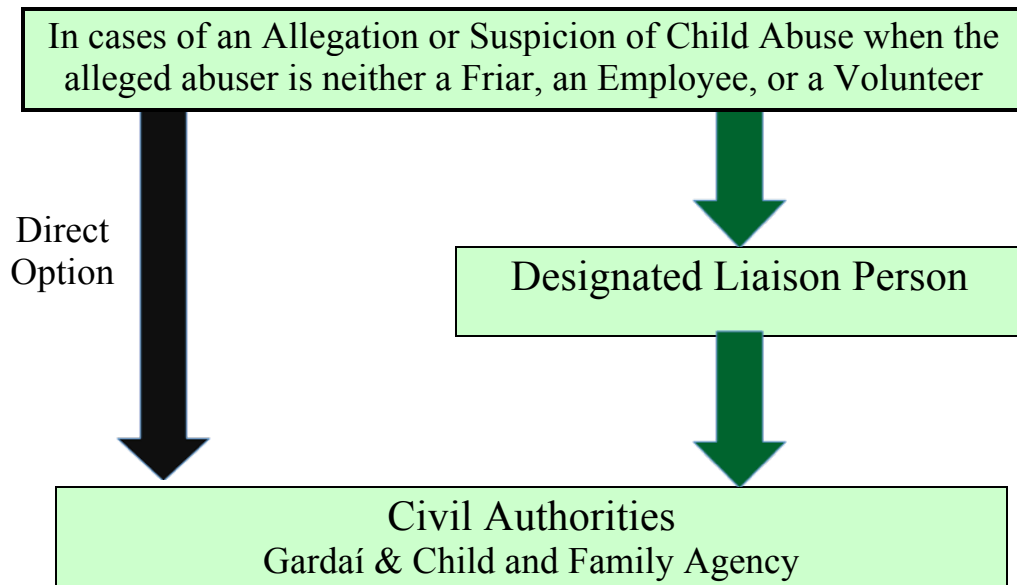 In cases of an Allegation or Suspicion of Child Abuse when the
alleged abuser is neither a Friar, an Employee, or a Volunteer
Direct
Option
Designated Liaison Person
Civil Authorities
Gardaí & Child and Family Agency